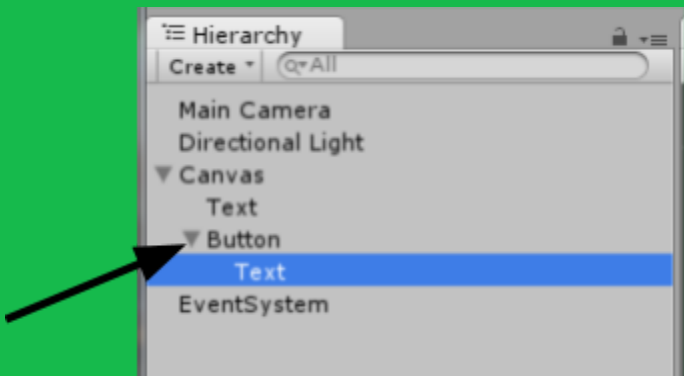 Hierarchy
Create All
Main Camera
Directional Light
Canvas
Text
Button
Text
EventSystem